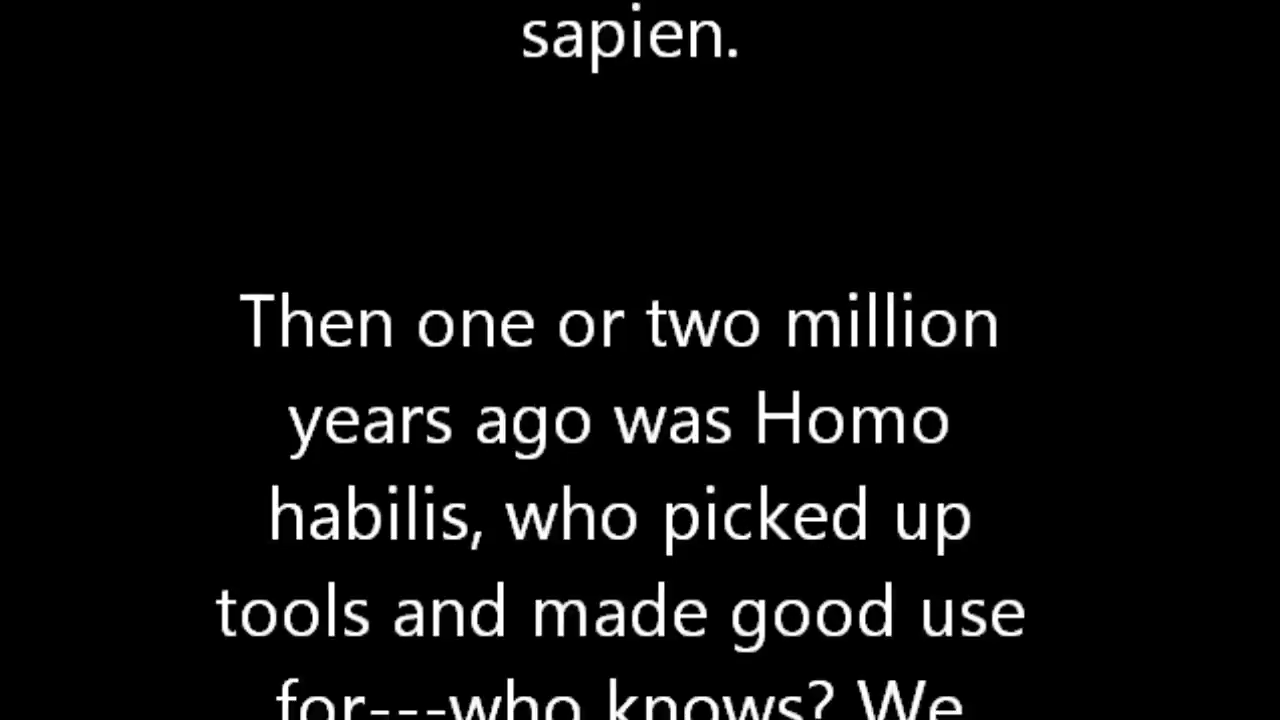 sapien.
Then one or two million
years ago was Homo
habilis, who picked up
tools and made good use
for---who knows? We